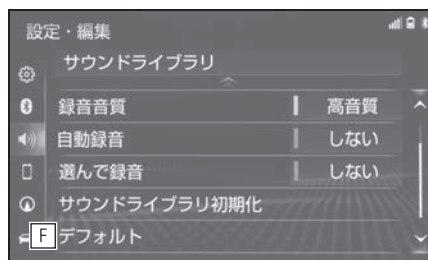 設定・編集
サウンドライブラリ
録音音質 高音質
自動録音 しない
選んで録音 しない
サウンドライブラリ初期化
F デフォルト